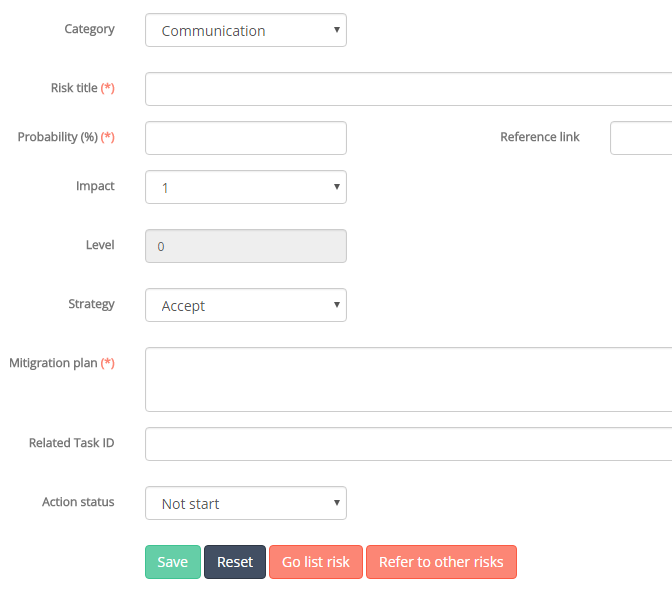 Category Communication
Risk title (*)
Probability (%) (*) Reference link
Impact 1
Level 0
Strategy Accept
Mitigration plan (*)
Related Task ID
Action status Not start
Save Reset Go list risk Refer to other risks